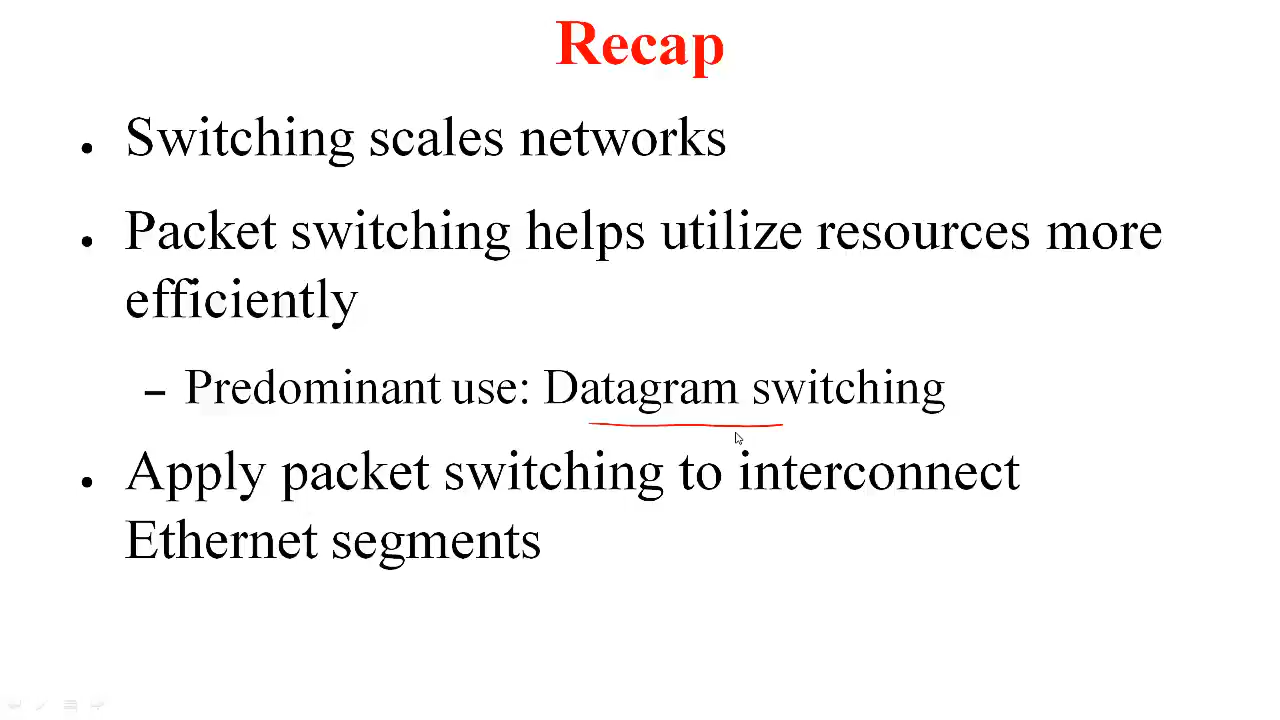 Recap
• Switching scales networks
• Packet switching helps utilize resources more
efficiently
– Predominant use: Datagram switching
• Apply packet switching to interconnect
Ethernet segments